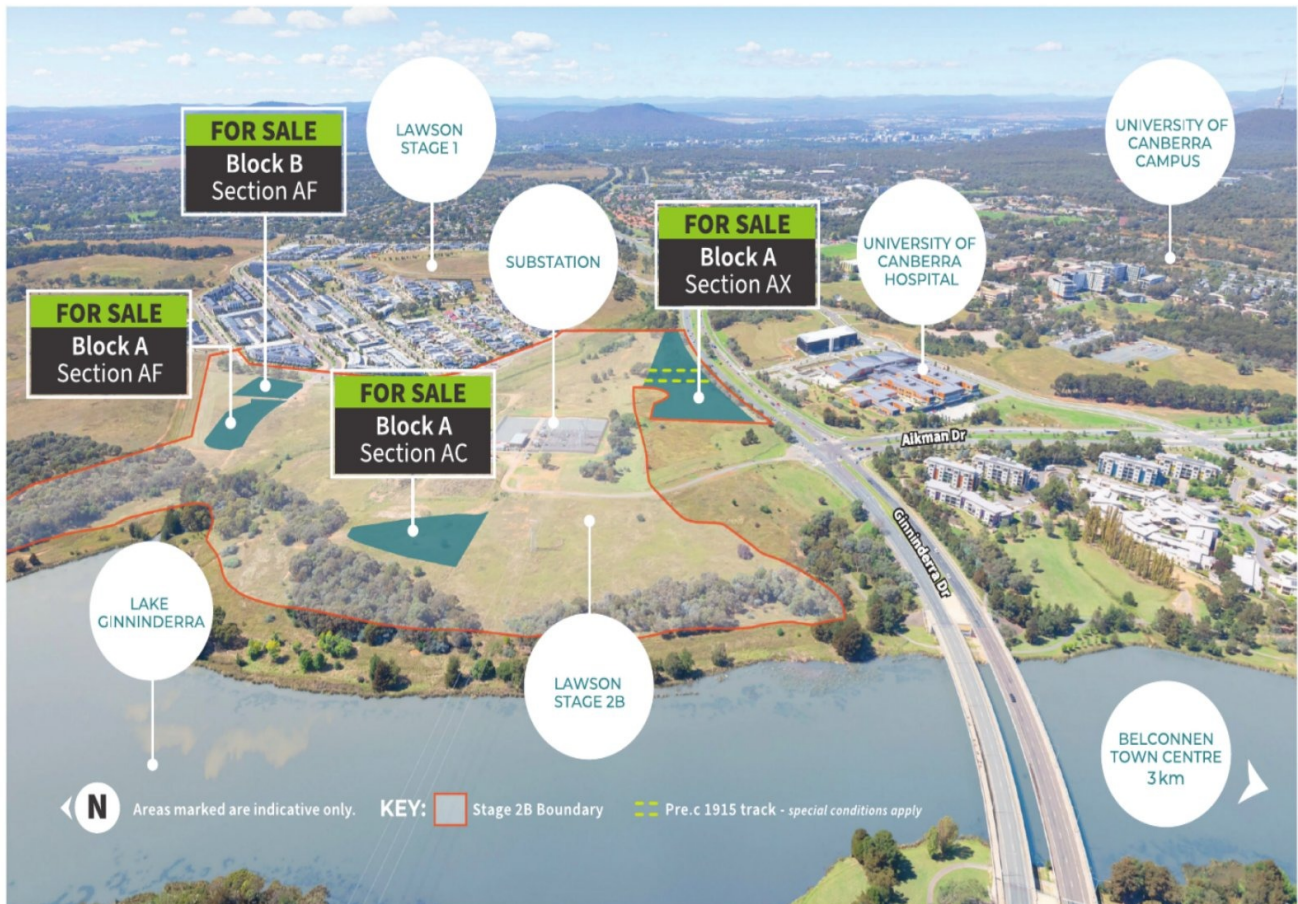 FOR SALE
Block B
Section AF
LAWSON
STAGE 1
UNIVERSITY OF
CANBERRA
CAMPUS
SUBSTATION
FOR SALE
Block A
Section AX
UNIVERSITY OF
CANBERRA
HOSPITAL
FOR SALE
Block A
Section AF
FOR SALE
Block A
Section AC
Aikman Dr
Ginninderra Dr
LAKE
GINNINDERRA
LAWSON
STAGE 2B
BELCONNEN
TOWN CENTRE
3 km
N
Areas marked are indicative only.
KEY:
Stage 2B Boundary
Pre.c 1915 track - special conditions apply